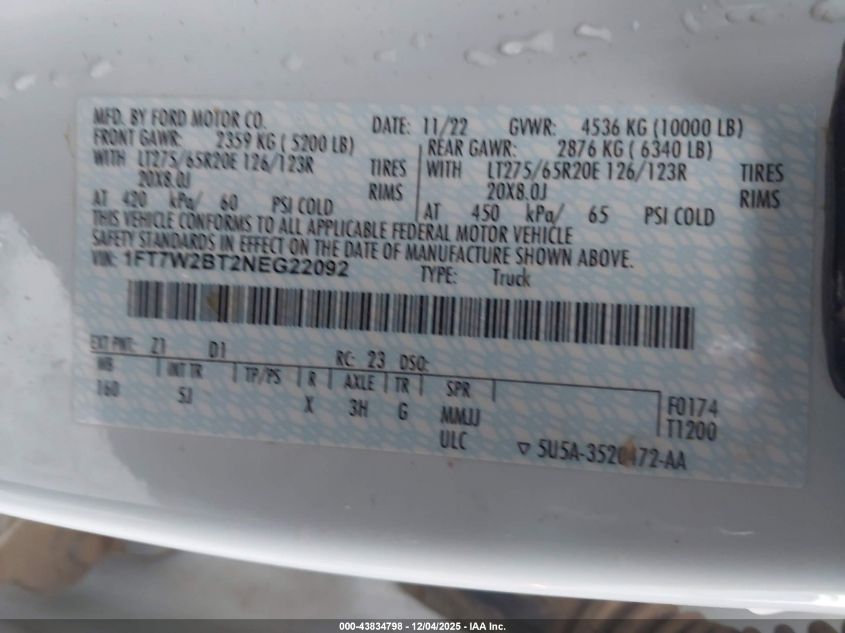 MFD. BY FORD MOTOR CO. DATE: 11/22 GVWR: 4536 KG (10000 LB)
FRONT GAWR: 2359 KG ( 5200 LB) REAR GAWR: 2876 KG ( 6340 LB)
WITH LT275/65R20E 126/123R TIRES WITH LT275/65R20E 126/123R TIRES
20X8.0J RIMS 20X8.0J RIMS
AT 420 kPa/ 60 PSI COLD AT 450 kPa/ 65 PSI COLD
THIS VEHICLE CONFORMS TO ALL APPLICABLE FEDERAL MOTOR VEHICLE
SAFETY STANDARDS IN EFFECT ON THE DATE OF MANUFACTURE SHOWN ABOVE.
VIN: 1FT7W2BT2NEG22092 TYPE: Truck
EXT PNT: Z1 D1 RC: 23 DSO:
WB INT TR TP/PS R AXLE TR SPR
160 5J X 3H G MMJJ F0174
ULC T1200
▽ 5U5A-3520472-AA
000-43834798 - 12/04/2025 - IAA Inc.